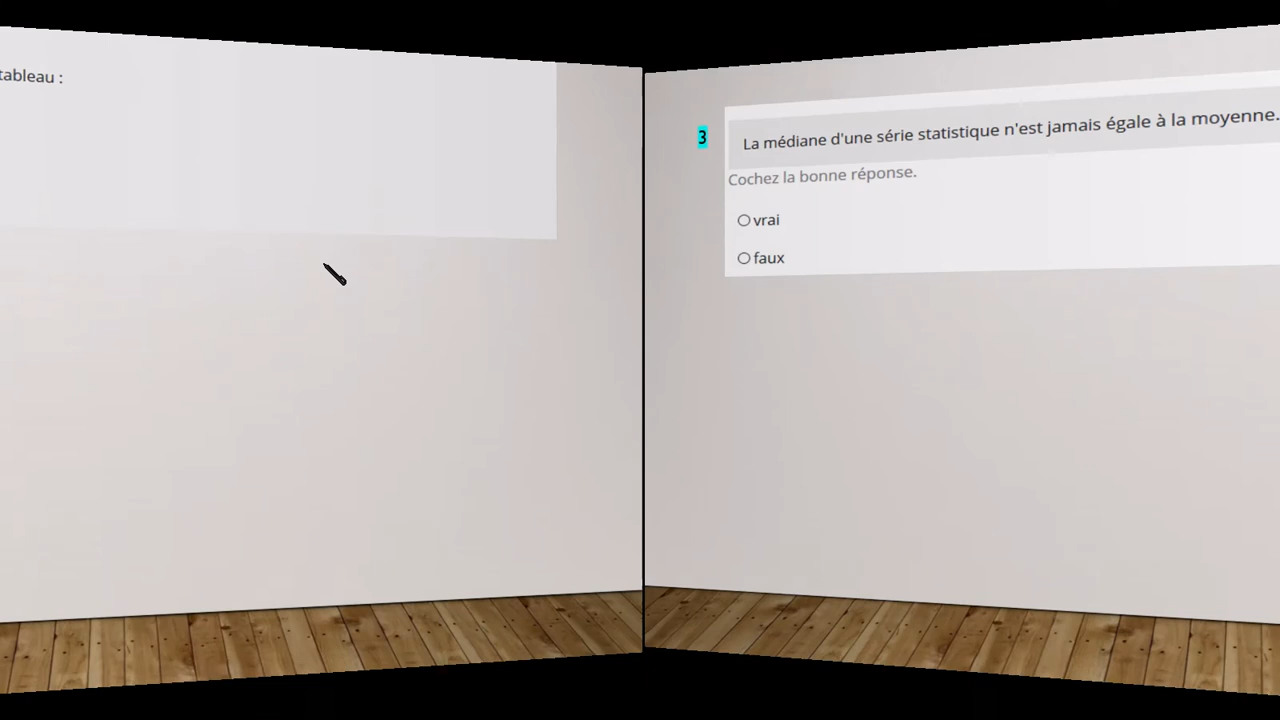 tableau :
3
La médiane d'une série statistique n'est jamais égale à la moyenne.
Cochez la bonne réponse.
vrai
faux